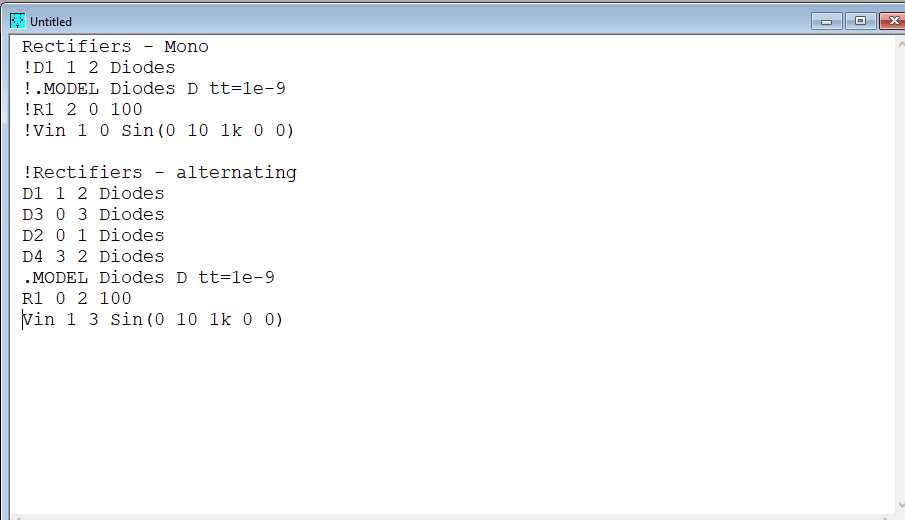 Untitled
Rectifiers - Mono
!D1 1 2 Diodes
!.MODEL Diodes D tt=1e-9
!R1 2 0 100
!Vin 1 0 Sin(0 10 1k 0 0)
!Rectifiers - alternating
D1 1 2 Diodes
D3 0 3 Diodes
D2 0 1 Diodes
D4 3 2 Diodes
.MODEL Diodes D tt=1e-9
R1 0 2 100
Vin 1 3 Sin(0 10 1k 0 0)